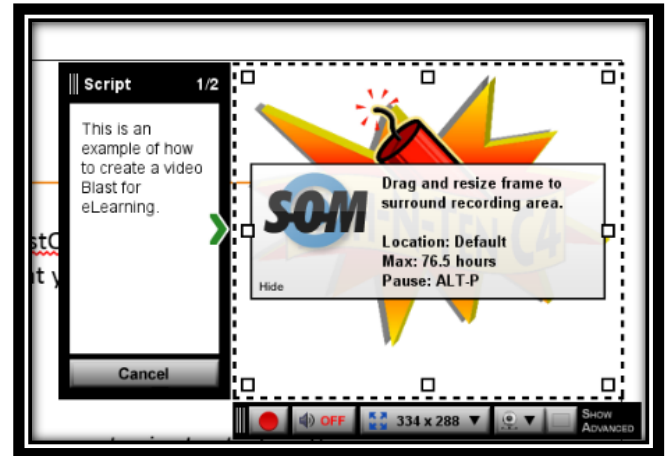 Script 1/2
This is an
example of how
to create a video
Blast for
eLearning.
Cancel
SOM
Drag and resize frame to
surround recording area.
Location: Default
Max: 76.5 hours
Pause: ALT-P
Hide
OFF
334 x 288
SHOW
ADVANCED